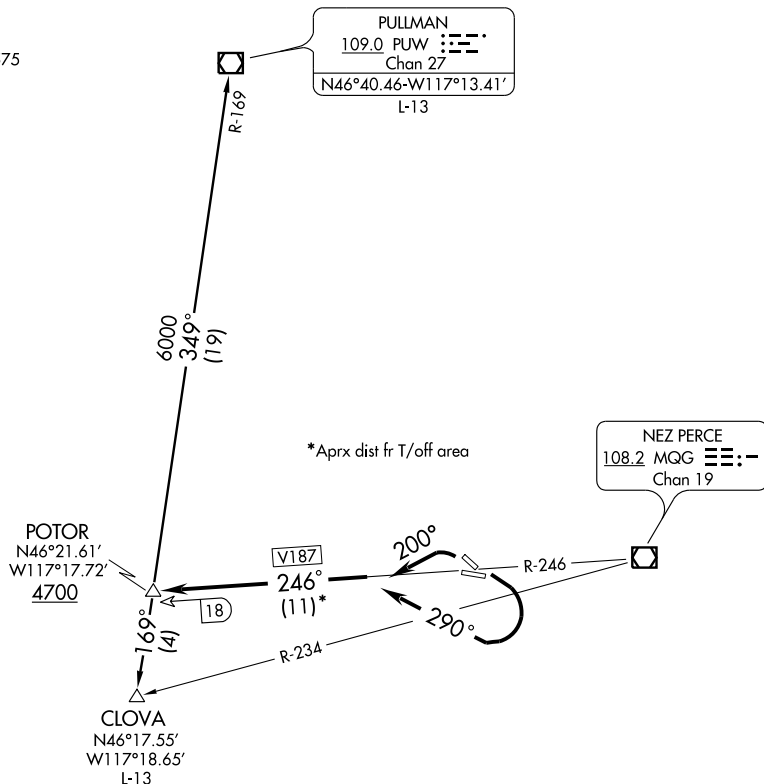 75
PULLMAN
109.0 PUW
Chan 27
N46°40.46-W117°13.41'
L-13
R-169
6000
349°
(19)
*Aprx dist fr T/off area
NEZ PERCE
108.2 MQG
Chan 19
POTOR
N46°21.61'
W117°17.72'
4700
V187
246°
(11)*
200°
R-246
290°
18
169°
(4)
R-234
CLOVA
N46°17.55'
W117°18.65'
L-13